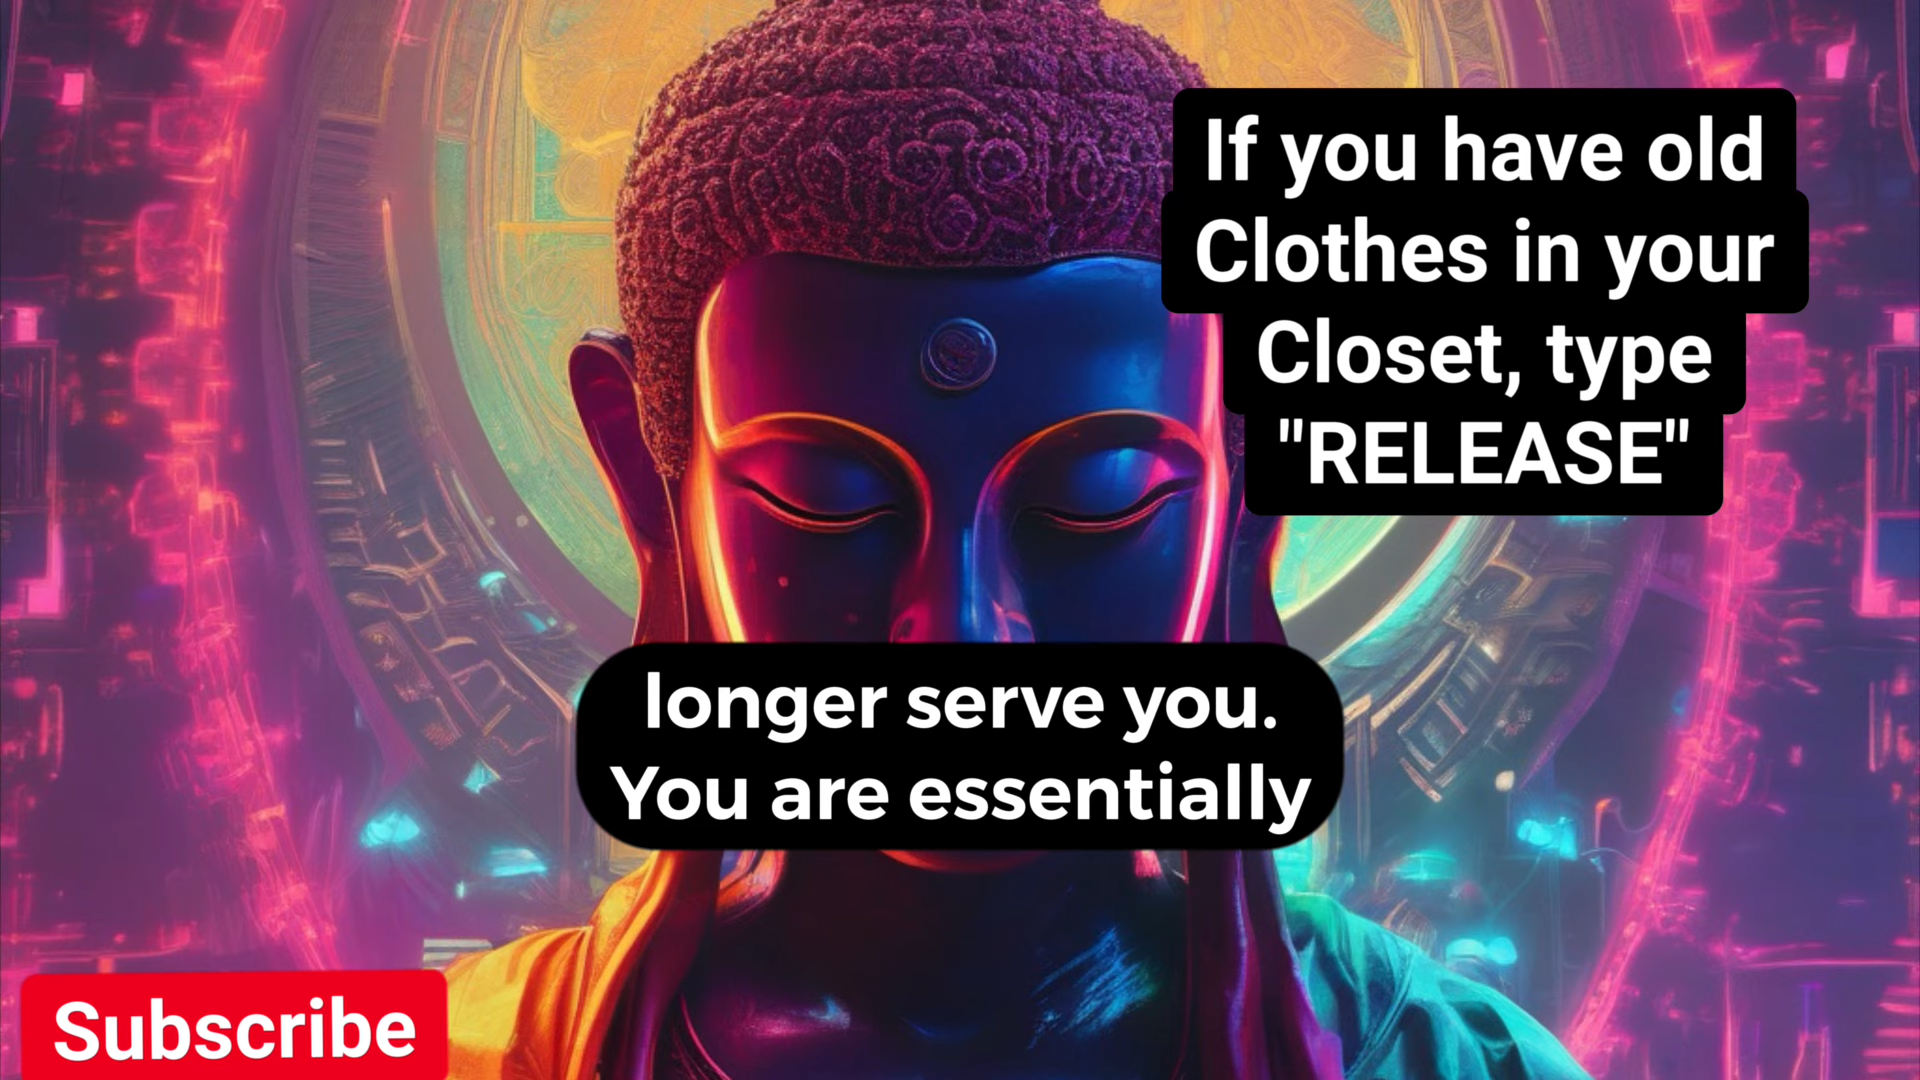 If you have old
Clothes in your
Closet, type
"RELEASE"
longer serve you.
You are essentially
Subscribe